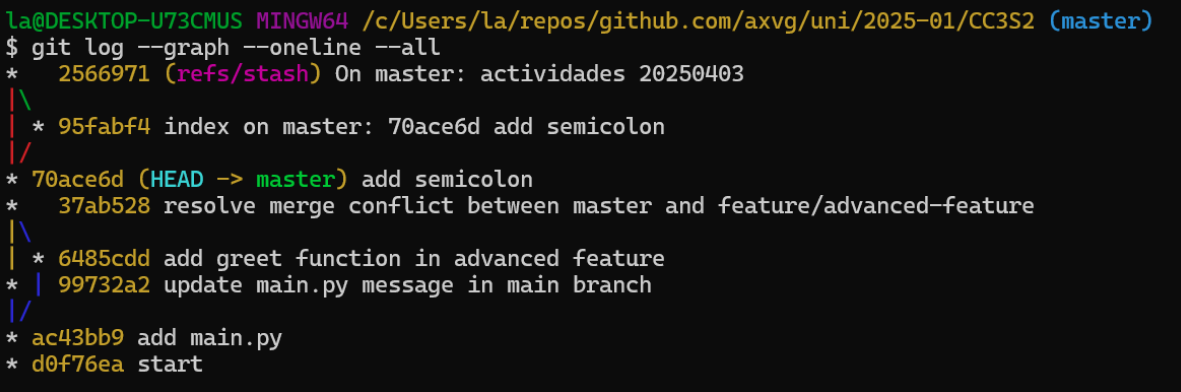 la@DESKTOP-U73CMUS MINGW64 /c/Users/la/repos/github.com/axvg/uni/2025-01/CC3S2 (master)
$ git log --graph --oneline --all
*   2566971 (refs/stash) On master: actividades 20250403
|\
| * 95fabf4 index on master: 70ace6d add semicolon
|/
* 70ace6d (HEAD -> master) add semicolon
*   37ab528 resolve merge conflict between master and feature/advanced-feature
|\
| * 6485cdd add greet function in advanced feature
* | 99732a2 update main.py message in main branch
|/
* ac43bb9 add main.py
* d0f76ea start